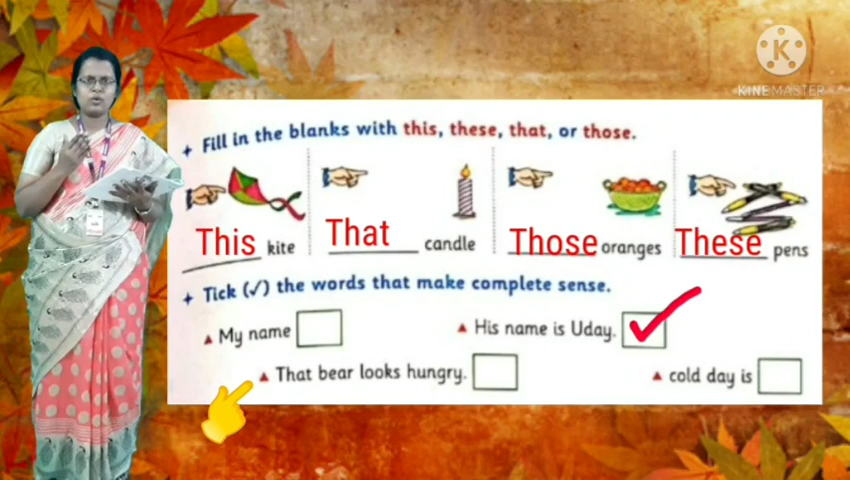 KINEMASTER
Fill in the blanks with this, these, that, or those.
This kite That candle Those oranges These pens
Tick (✓) the words that make complete sense.
My name His name is Uday.
That bear looks hungry. cold day is